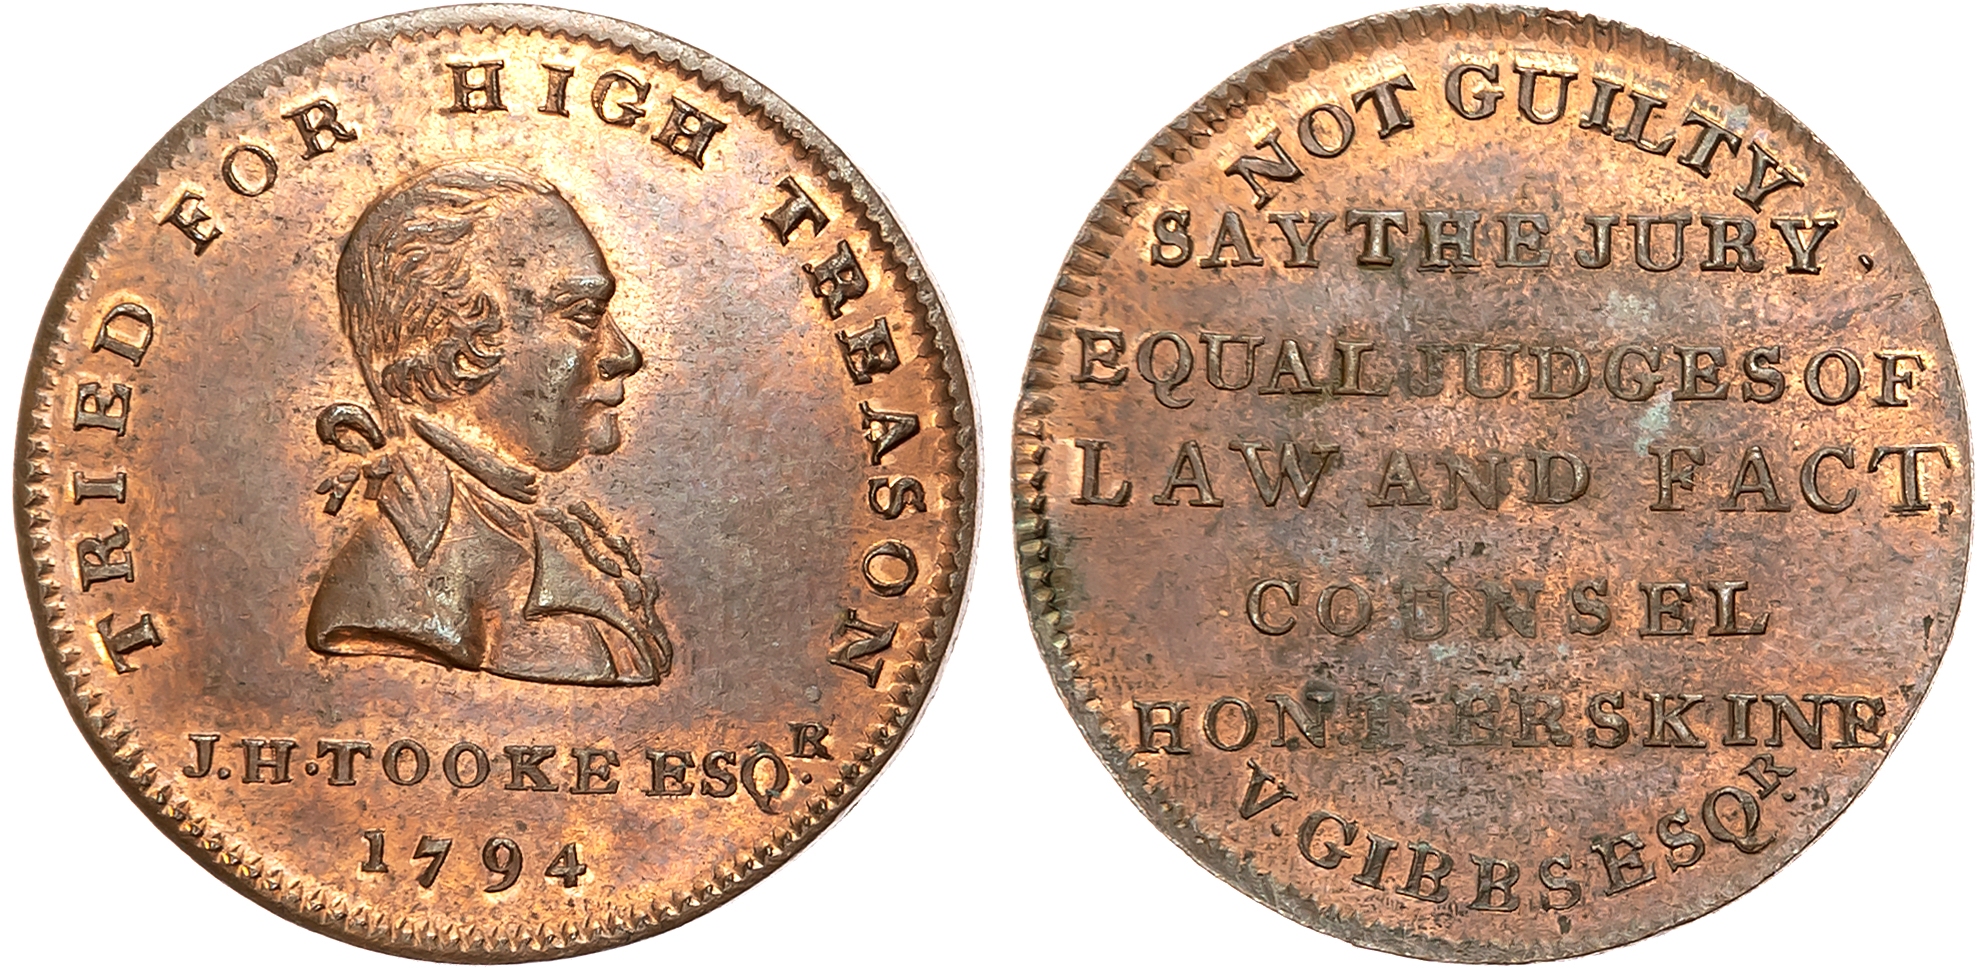 TRIED FOR HIGH TREASON
J.H.TOOKE ESQ.R
1794
NOT GUILTY
SAY THE JURY.
EQUAL JUDGES OF
LAW AND FACT
COUNSEL
HONE ERSKINE
V.GIBBS ESQ.R